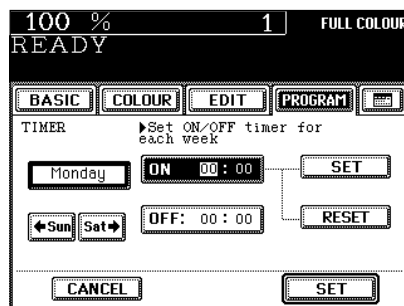 100 % 1 FULL COLOUR
READY
BASIC COLOUR EDIT PROGRAM
TIMER ▶Set ON/OFF timer for
each week
Monday ON 00:00 SET
←Sun Sat→ OFF: 00:00 RESET
CANCEL SET